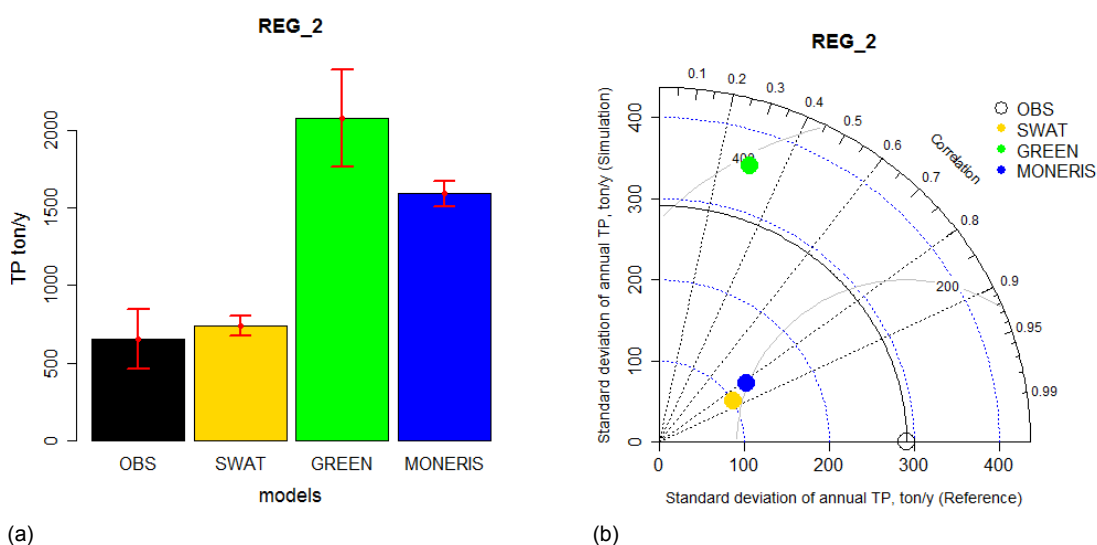 REG_2
TP ton/y
2000
1500
1000
500
0
OBS SWAT GREEN MONERIS
models
(a)
REG_2
Standard deviation of annual TP, ton/y (Simulation)
400
300
200
100
0
0 100 200 300 400
Standard deviation of annual TP, ton/y (Reference)
0.1
0.2
0.3
0.4
0.5
0.6
0.7
0.8
0.9
0.95
0.99
Correlation
400
200
OBS
SWAT
GREEN
MONERIS
(b)